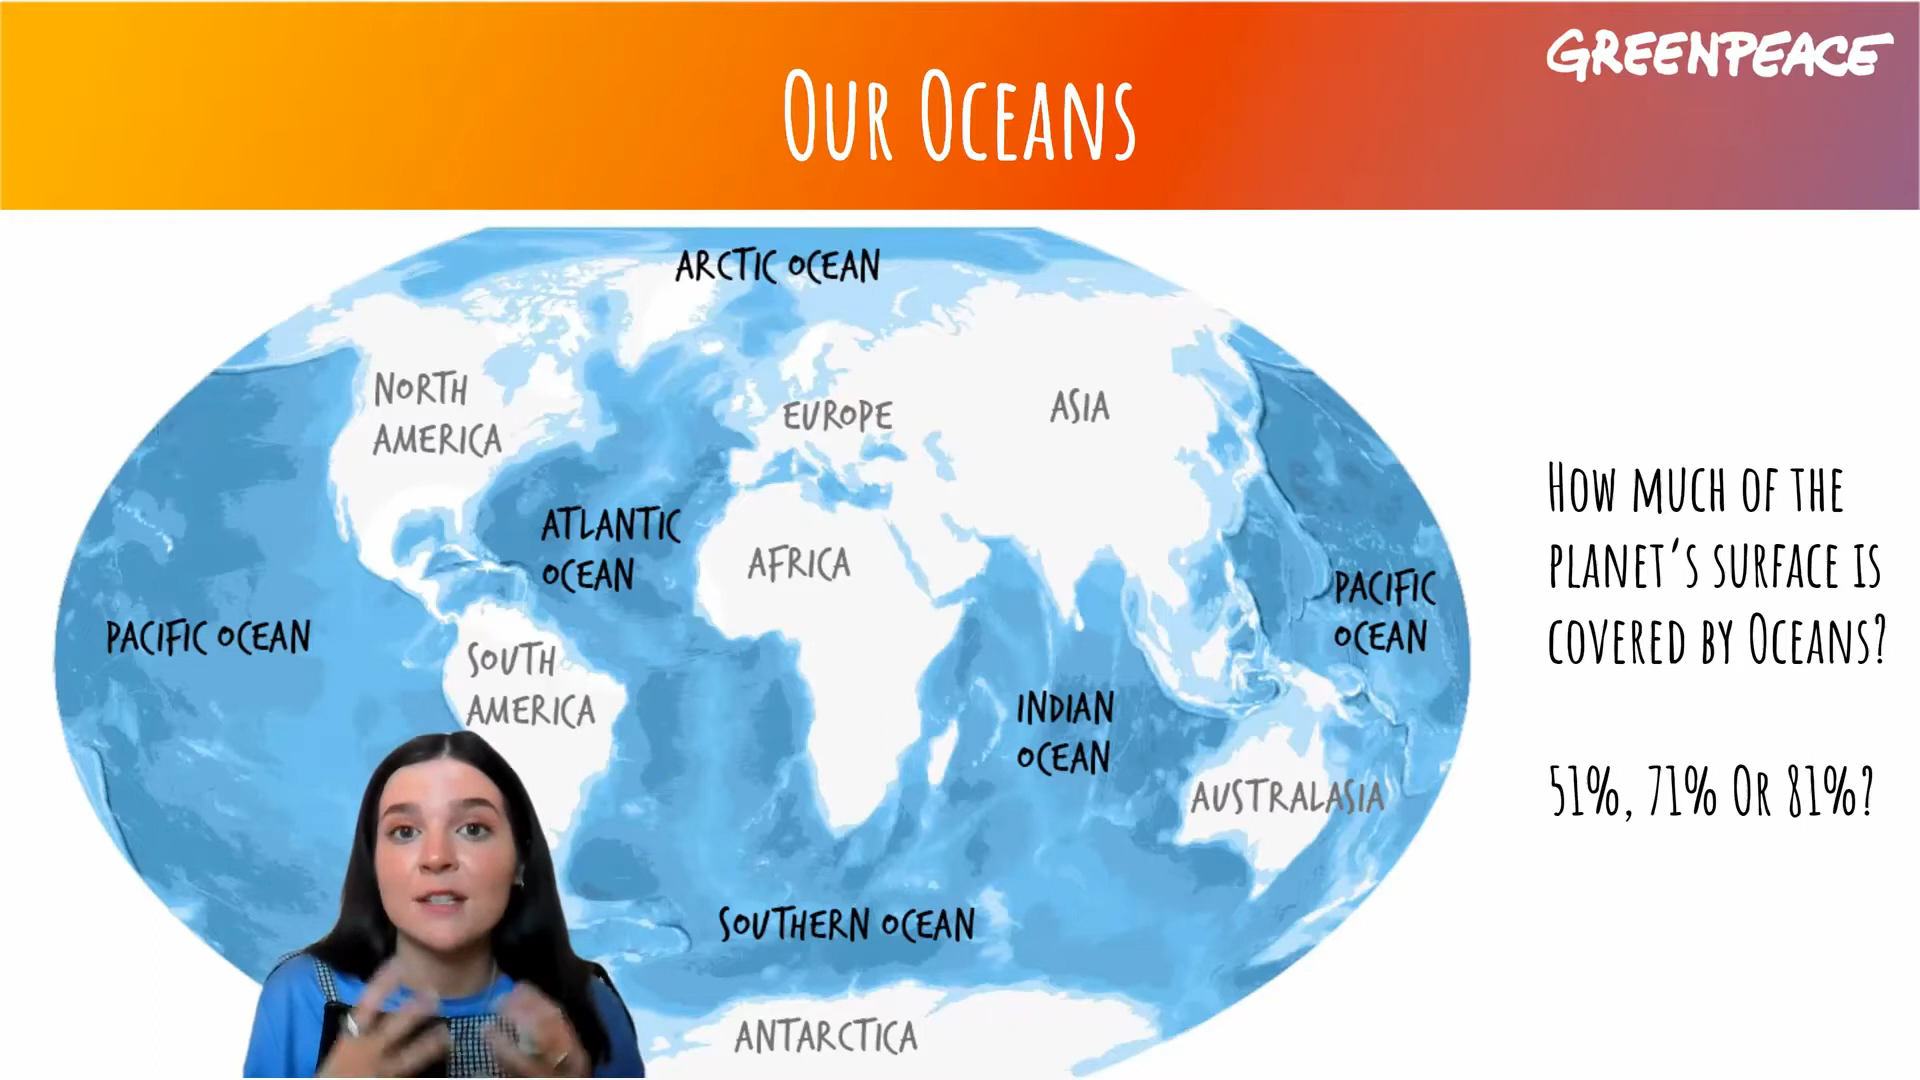 GREENPEACE
Our Oceans
ARCTIC OCEAN
NORTH
AMERICA
EUROPE
ASIA
ATLANTIC
OCEAN
AFRICA
PACIFIC OCEAN
PACIFIC
OCEAN
SOUTH
AMERICA
INDIAN
OCEAN
AUSTRALASIA
SOUTHERN OCEAN
ANTARCTICA
How much of the
planet's surface is
covered by Oceans?
51%, 71% Or 81%?